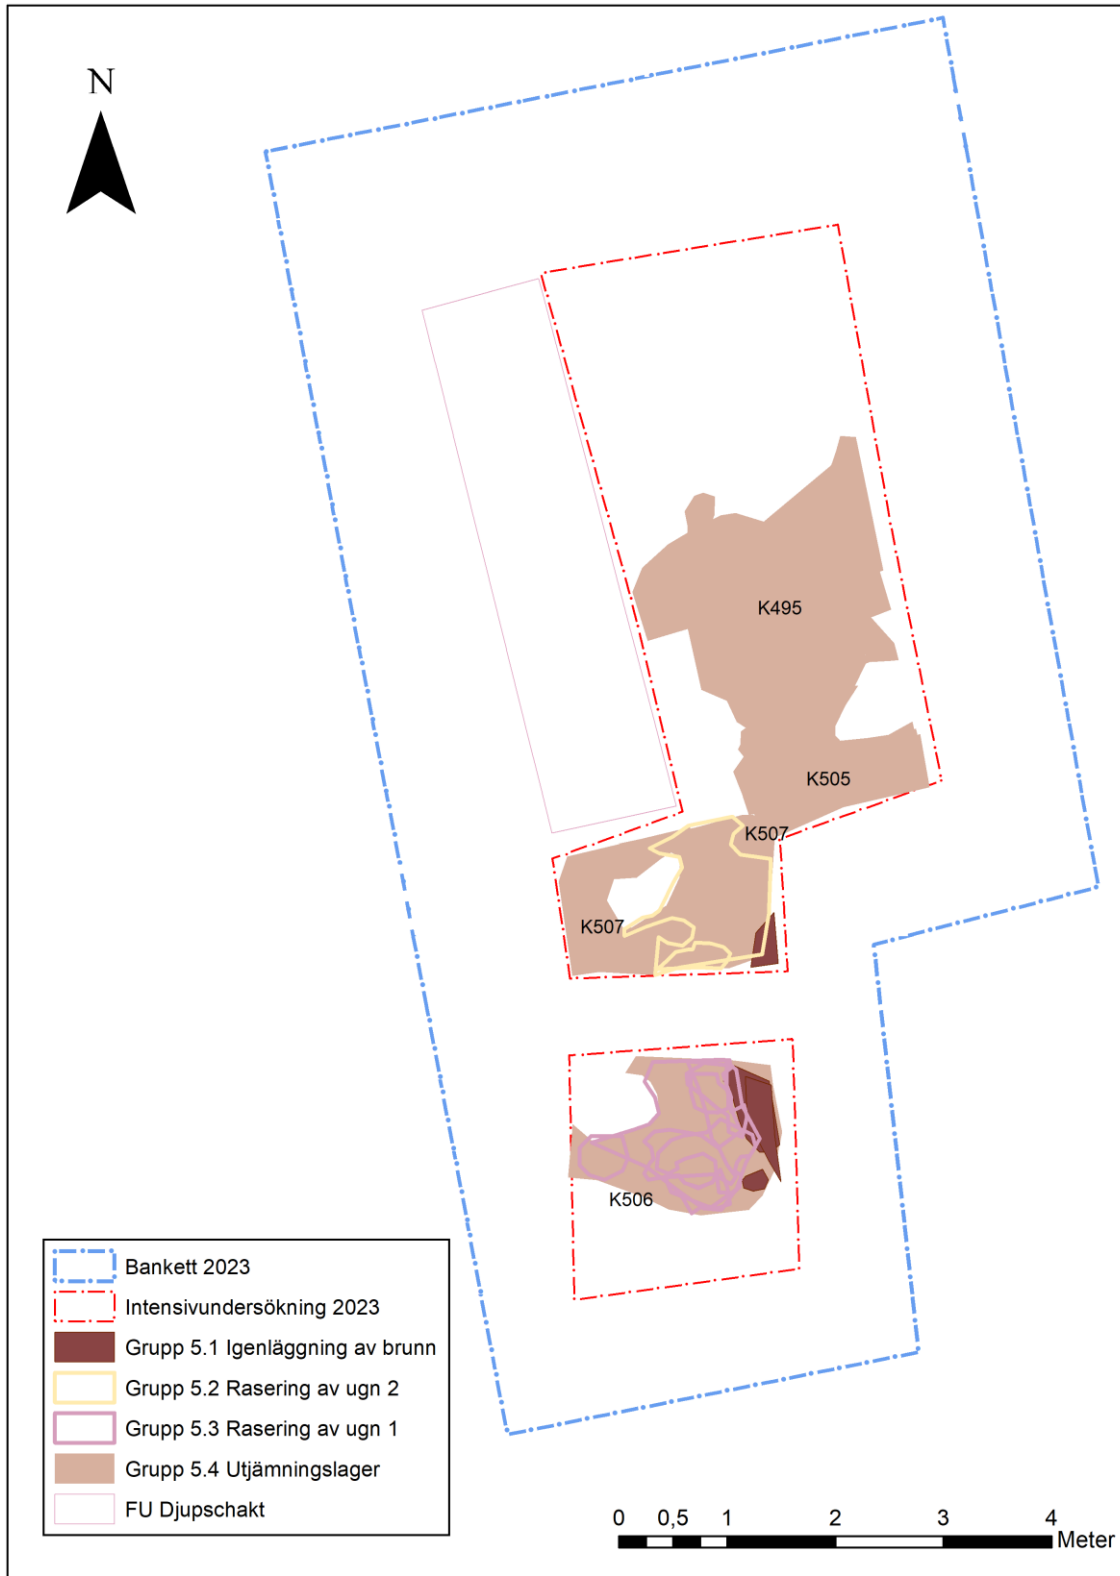 N
K495
K505
K507
K507
K506
Bankett 2023
Intensivundersökning 2023
Grupp 5.1 Igenläggning av brunn
Grupp 5.2 Rasering av ugn 2
Grupp 5.3 Rasering av ugn 1
Grupp 5.4 Utjämningslager
FU Djupschakt
0 0,5 1 2 3 4
Meter